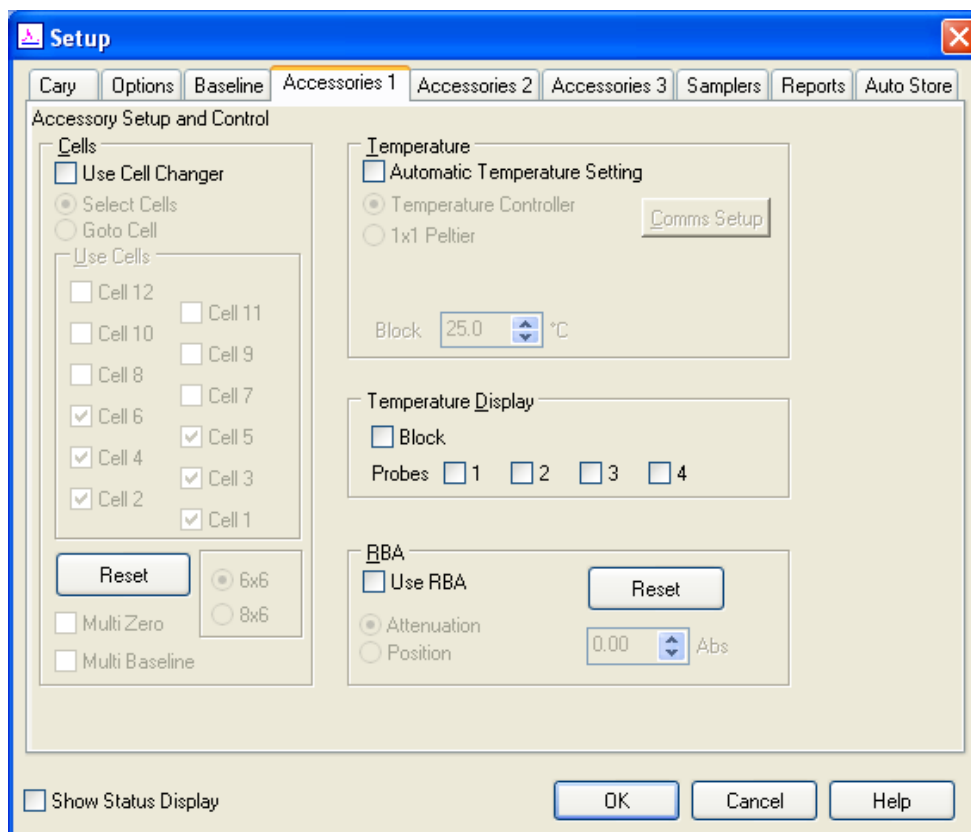 Setup
Cary Options Baseline Accessories 1 Accessories 2 Accessories 3 Samplers Reports Auto Store
Accessory Setup and Control
Cells
Use Cell Changer
Select Cells
Goto Cell
Use Cells
Cell 12
Cell 11
Cell 10
Cell 9
Cell 8
Cell 7
Cell 6
Cell 5
Cell 4
Cell 3
Cell 2
Cell 1
Reset
6x6
8x6
Multi Zero
Multi Baseline
Temperature
Automatic Temperature Setting
Temperature Controller
Comms Setup
1x1 Peltier
Block 25.0 °C
Temperature Display
Block
Probes 1 2 3 4
RBA
Use RBA
Reset
Attenuation
Position
0.00 Abs
Show Status Display
OK Cancel Help